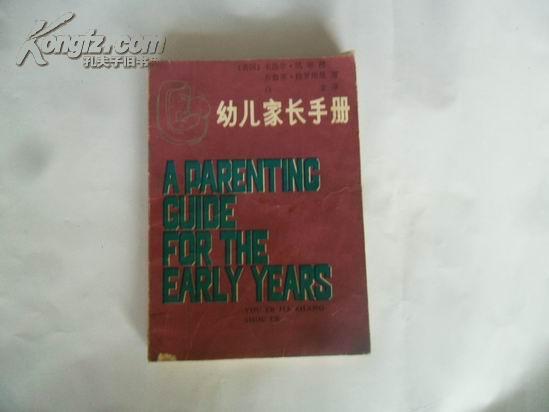 Kongfz.com
孔夫子旧书网
幼儿家长手册
A PARENTING
GUIDE
FOR THE
EARLY YEARS
YOU ER JIA ZHANG
SHOU CE